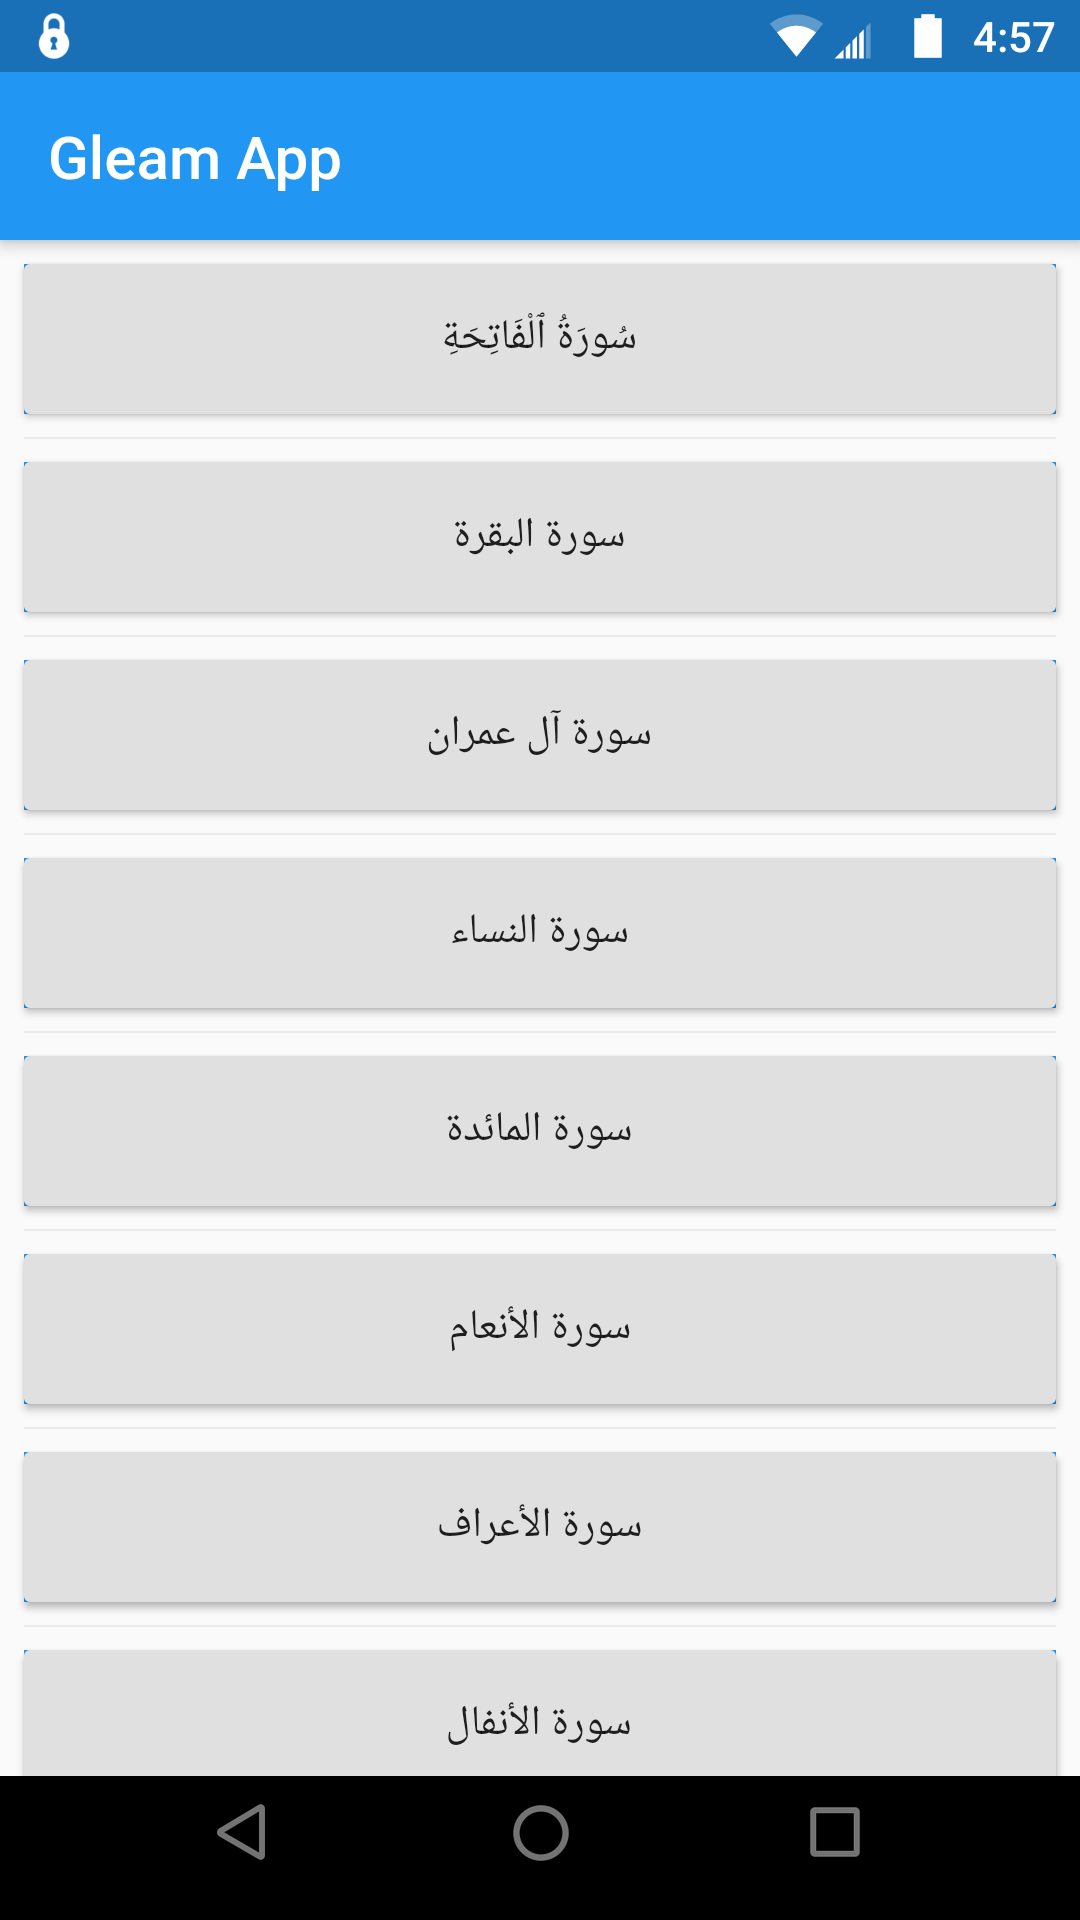 4:57
Gleam App
سُورَةُ ٱلْفَاتِحَةِ
سورة البقرة
سورة آل عمران
سورة النساء
سورة المائدة
سورة الأنعام
سورة الأعراف
سورة الأنفال